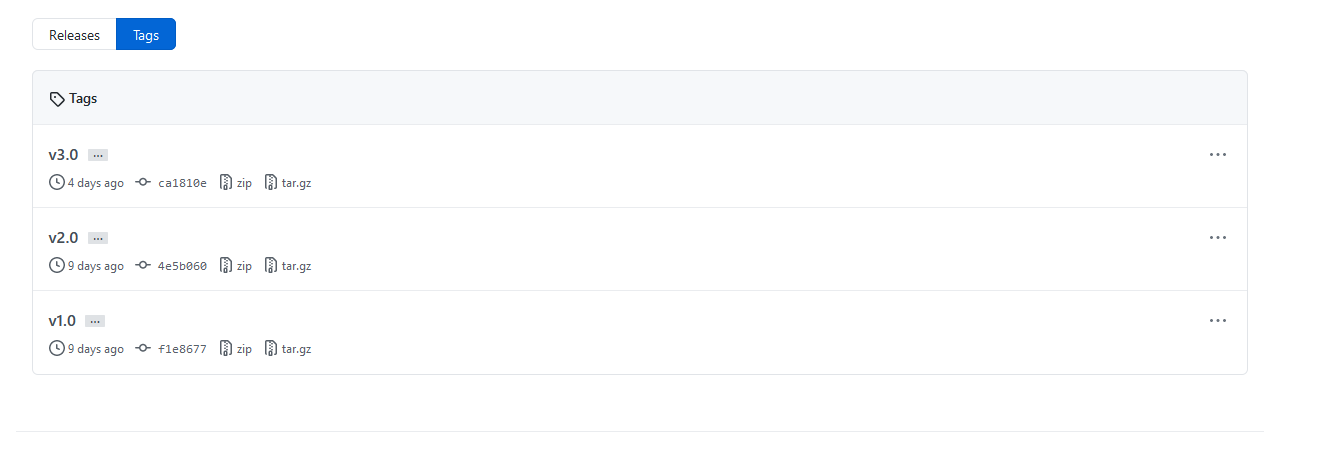 Releases Tags
Tags
v3.0 ...
4 days ago ca1810e zip tar.gz
v2.0 ...
9 days ago 4e5b060 zip tar.gz
v1.0 ...
9 days ago f1e8677 zip tar.gz